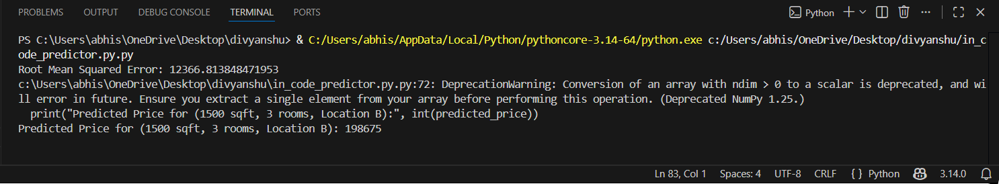 PROBLEMS OUTPUT DEBUG CONSOLE TERMINAL PORTS Python
PS C:\Users\abhis\OneDrive\Desktop\divyanshu> & C:/Users/abhis/AppData/Local/Python/pythoncore-3.14-64/python.exe c:/Users/abhis/OneDrive/Desktop/divyanshu/in_c
ode_predictor.py.py
Root Mean Squared Error: 12366.813848471953
c:\Users\abhis\OneDrive\Desktop\divyanshu\in_code_predictor.py.py:72: DeprecationWarning: Conversion of an array with ndim > 0 to a scalar is deprecated, and wi
ll error in future. Ensure you extract a single element from your array before performing this operation. (Deprecated NumPy 1.25.)
  print("Predicted Price for (1500 sqft, 3 rooms, Location B):", int(predicted_price))
Predicted Price for (1500 sqft, 3 rooms, Location B): 198675
Ln 83, Col 1 Spaces: 4 UTF-8 CRLF { } Python 3.14.0